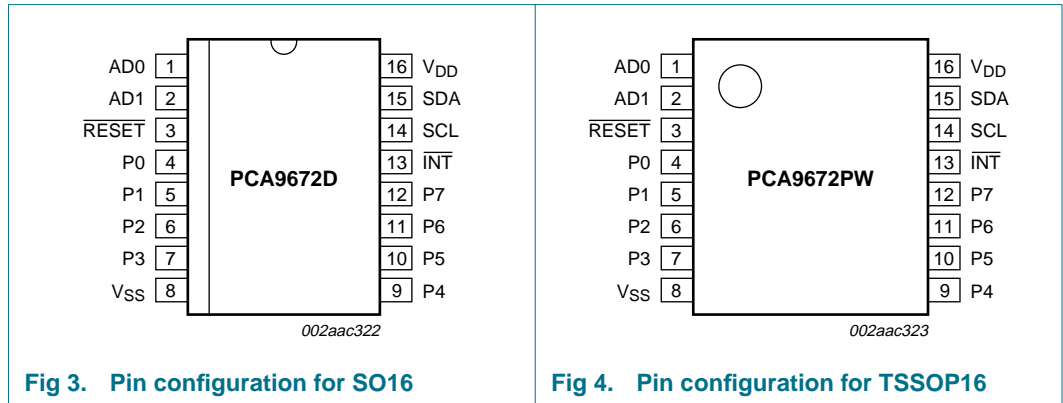 AD0 1 16 VDD
AD1 2 15 SDA
RESET 3 14 SCL
P0 4 13 INT
PCA9672D
P1 5 12 P7
P2 6 11 P6
P3 7 10 P5
VSS 8 9 P4
002aac322
Fig 3. Pin configuration for SO16
AD0 1 16 VDD
AD1 2 15 SDA
RESET 3 14 SCL
P0 4 13 INT
PCA9672PW
P1 5 12 P7
P2 6 11 P6
P3 7 10 P5
VSS 8 9 P4
002aac323
Fig 4. Pin configuration for TSSOP16